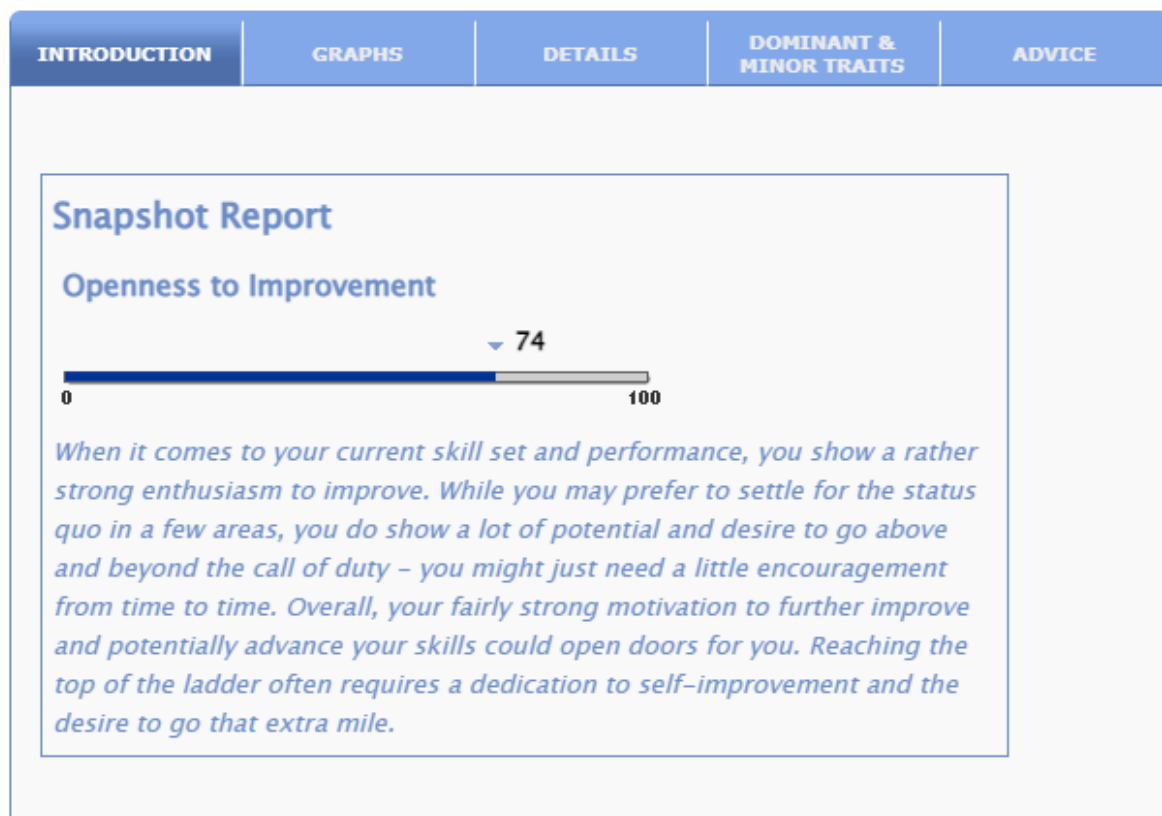 INTRODUCTION
GRAPHS
DETAILS
DOMINANT &
MINOR TRAITS
ADVICE
Snapshot Report
Openness to Improvement
74
0
100
When it comes to your current skill set and performance, you show a rather
strong enthusiasm to improve. While you may prefer to settle for the status
quo in a few areas, you do show a lot of potential and desire to go above
and beyond the call of duty – you might just need a little encouragement
from time to time. Overall, your fairly strong motivation to further improve
and potentially advance your skills could open doors for you. Reaching the
top of the ladder often requires a dedication to self-improvement and the
desire to go that extra mile.